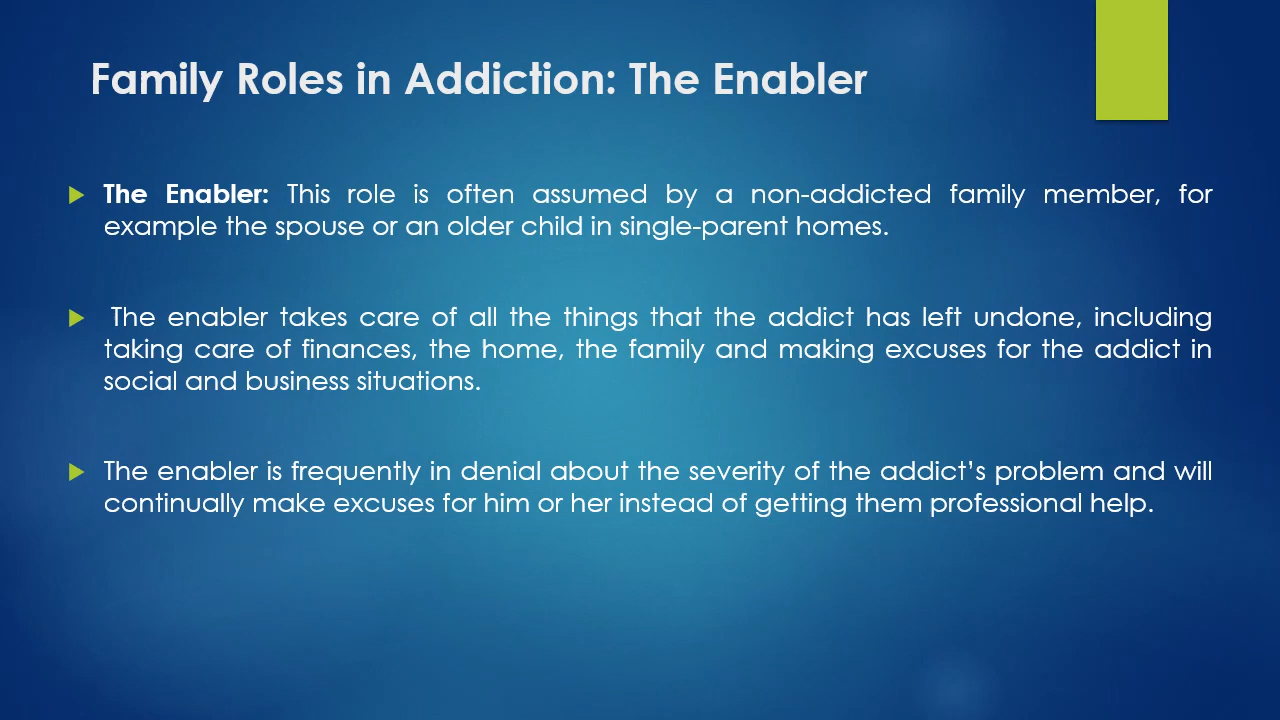 Family Roles in Addiction: The Enabler
The Enabler: This role is often assumed by a non-addicted family member, for
example the spouse or an older child in single-parent homes.
The enabler takes care of all the things that the addict has left undone, including
taking care of finances, the home, the family and making excuses for the addict in
social and business situations.
The enabler is frequently in denial about the severity of the addict’s problem and will
continually make excuses for him or her instead of getting them professional help.